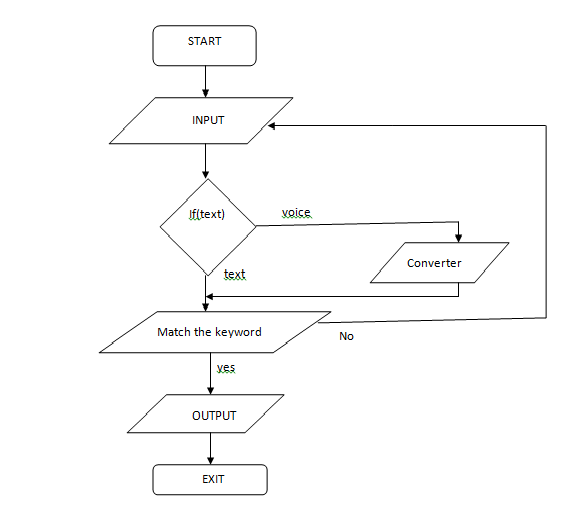 START
INPUT
If(text)
voice
Converter
text
Match the keyword
No
yes
OUTPUT
EXIT